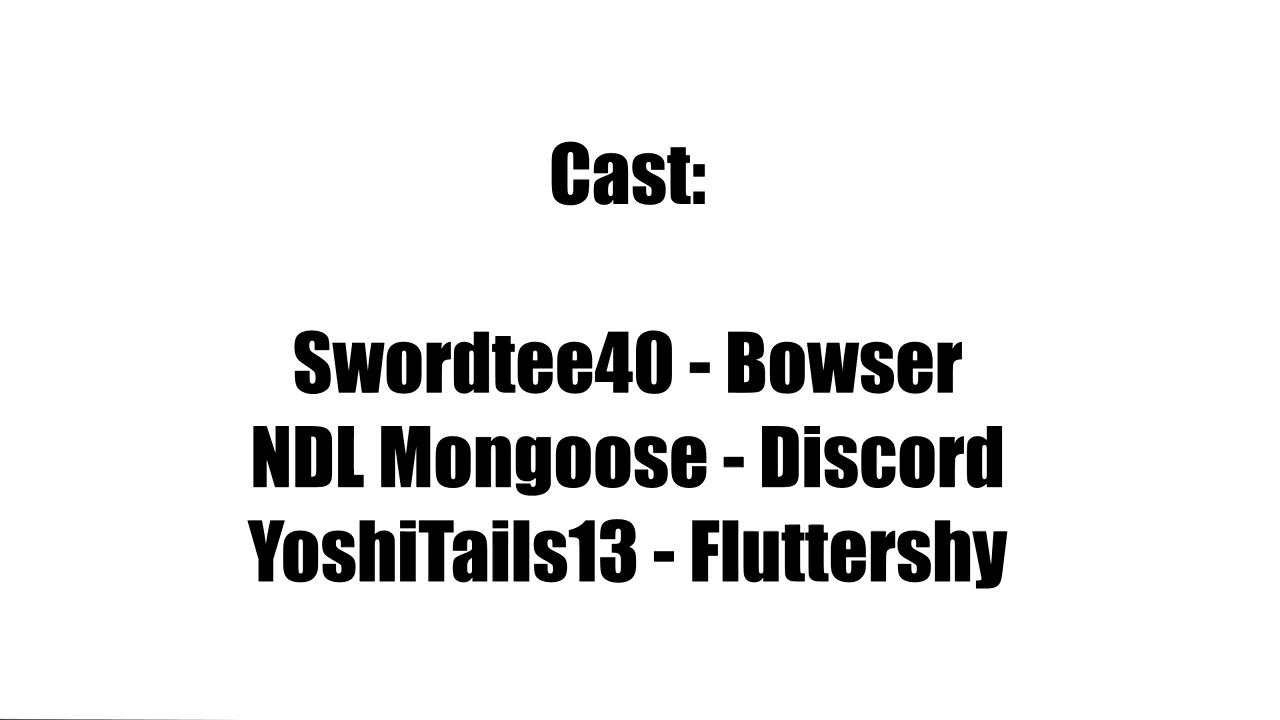 Cast:
Swordtee40 - Bowser
NDL Mongoose - Discord
YoshiTails13 - Fluttershy